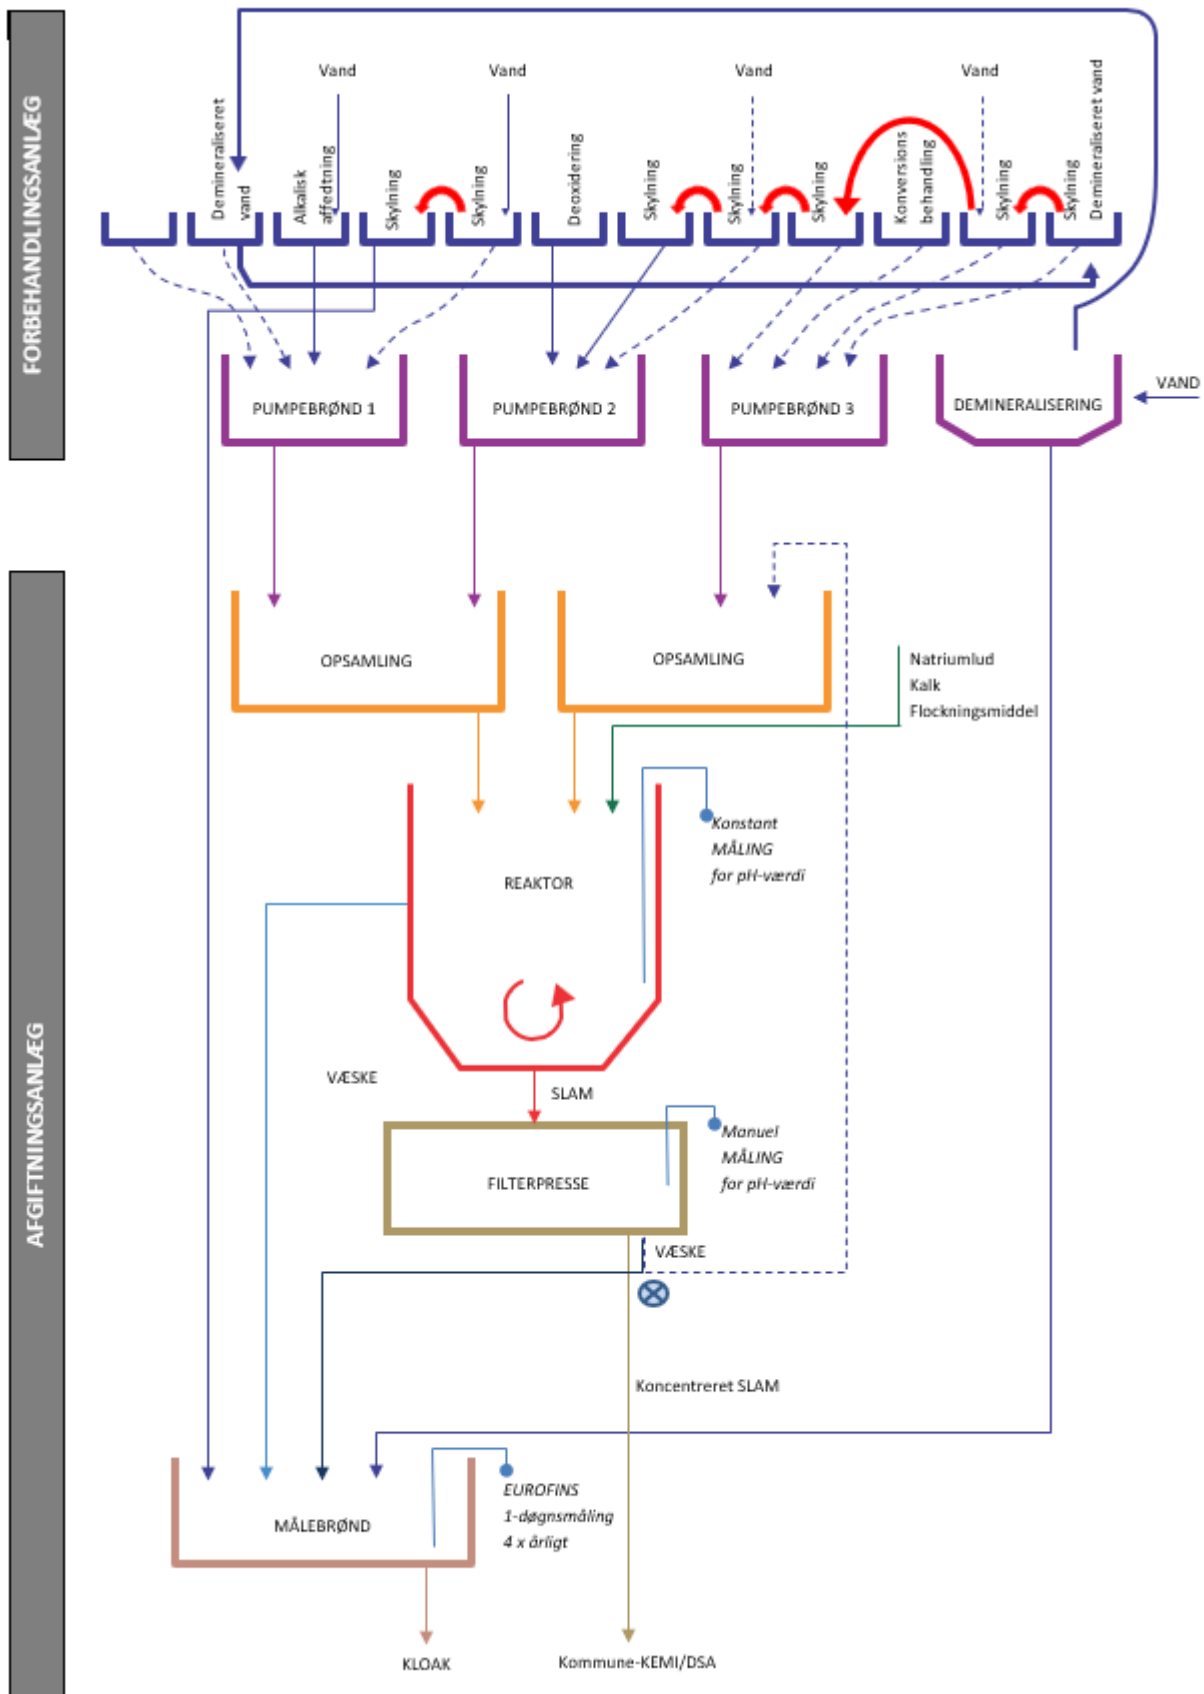 FORBEHANDLINGSANLÆG
Vand
Vand
Vand
Vand
Demineraliseret
vand
Alkalisk
affedtning
Skylning
Skylning
Deoxidering
Skylning
Skylning
Skylning
Konversions
behandling
Skylning
Skylning
Demineraliseret vand
PUMPEBRØND 1
PUMPEBRØND 2
PUMPEBRØND 3
DEMINERALISERING
VAND
AFGIFTNINGSANLÆG
OPSAMLING
OPSAMLING
Natriumlud
Kalk
Flockningsmiddel
Konstant
MÅLING
for pH-værdi
REAKTOR
VÆSKE
SLAM
Manuel
MÅLING
for pH-værdi
FILTERPRESSE
VÆSKE
Koncentreret SLAM
EUROFINS
1-døgnsmåling
4 x årligt
MÅLEBRØND
KLOAK
Kommune-KEMI/DSA